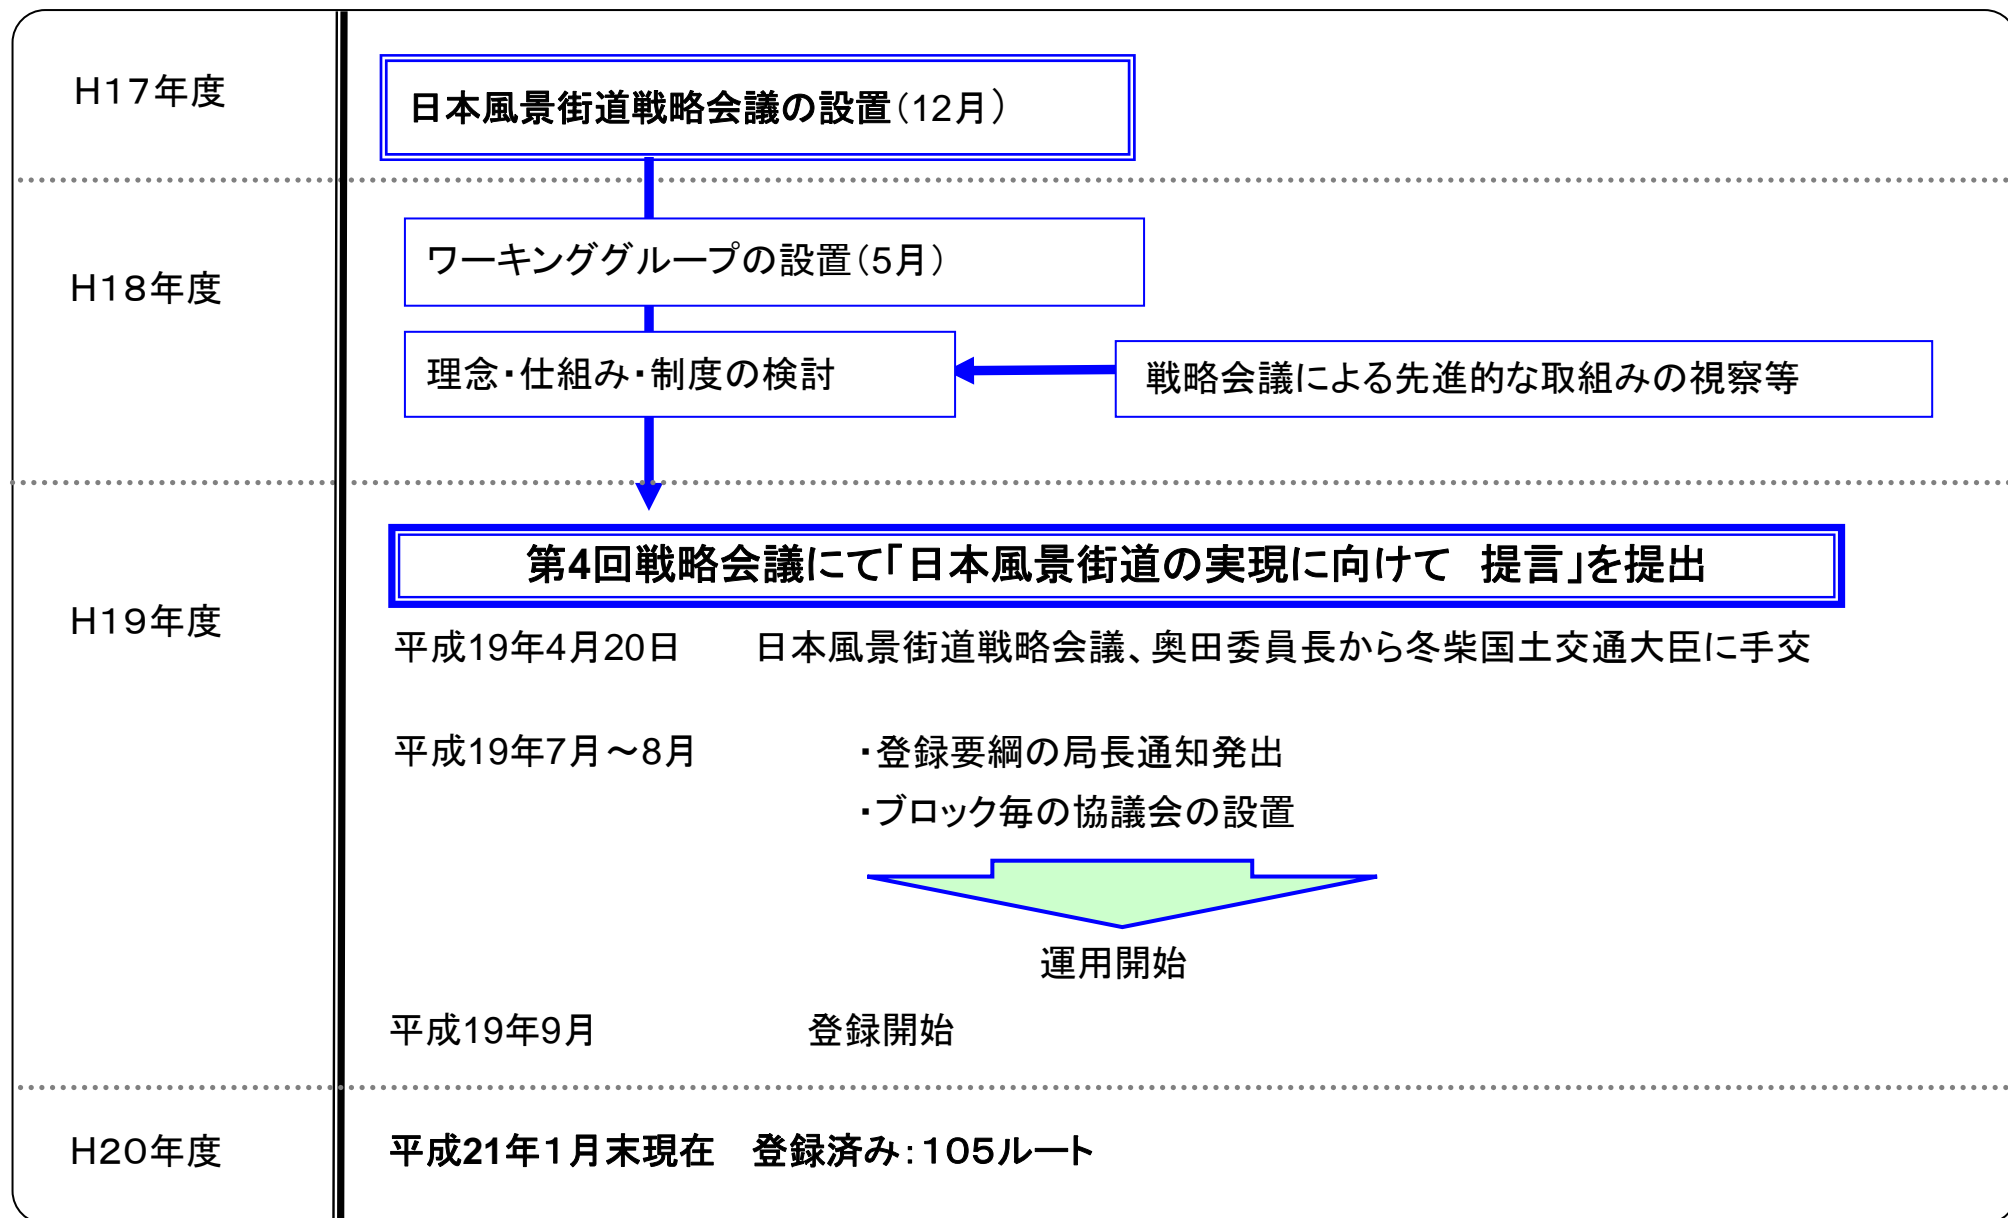 H17年度
日本風景街道戦略会議の設置(12月)
H18年度
ワーキンググループの設置(5月)
理念・仕組み・制度の検討
戦略会議による先進的な取組みの視察等
H19年度
第4回戦略会議にて「日本風景街道の実現に向けて　提言」を提出
平成19年4月20日　日本風景街道戦略会議、奥田委員長から冬柴国土交通大臣に手交
平成19年7月～8月　・登録要綱の局長通知発出
・ブロック毎の協議会の設置
運用開始
平成19年9月　登録開始
H20年度
平成21年1月末現在　登録済み:105ルート